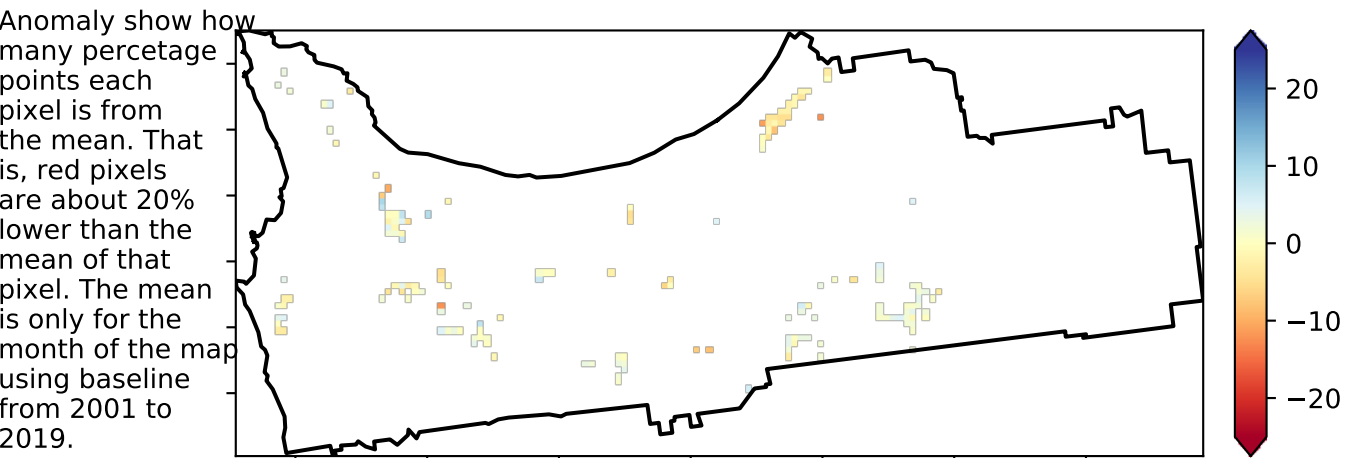 Anomaly show how
many percetage
points each
pixel is from
the mean. That
is, red pixels
are about 20%
lower than the
mean of that
pixel. The mean
is only for the
month of the map
using baseline
from 2001 to
2019.
20
10
0
−10
−20